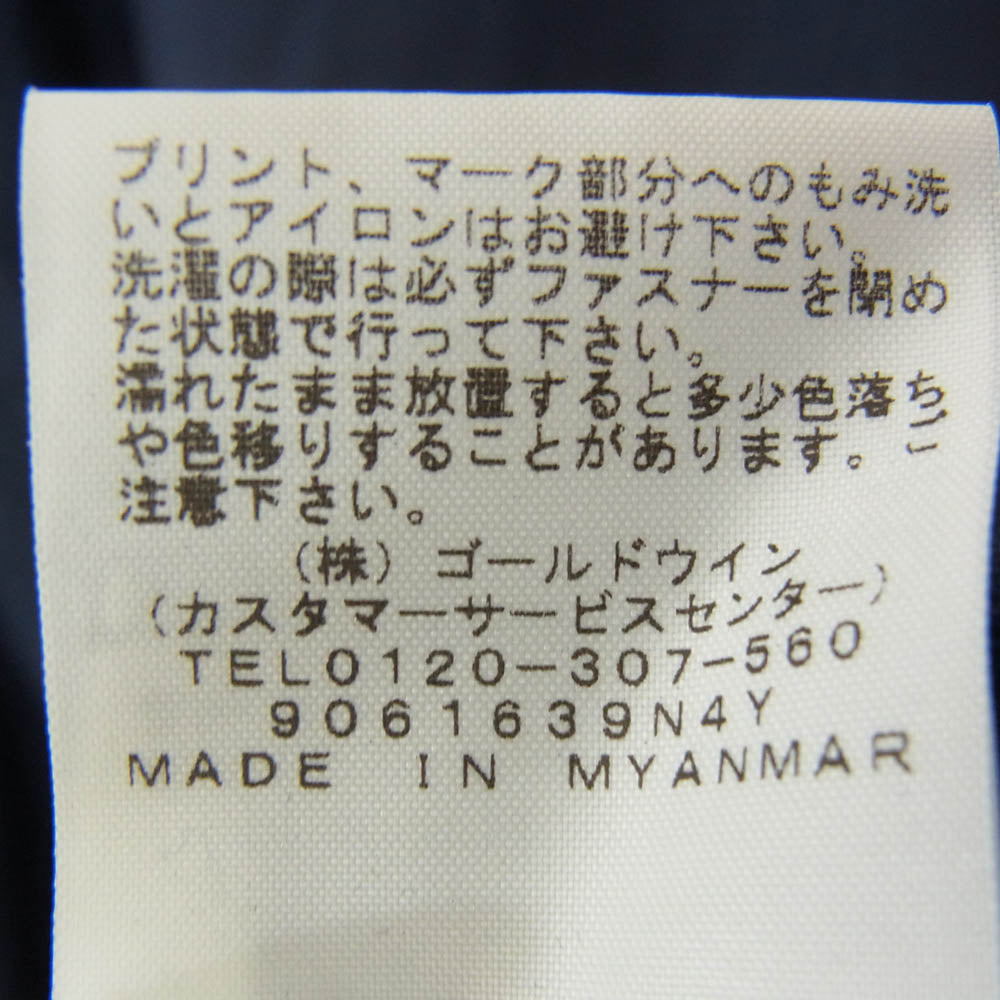 プリント、マーク部分へのもみ洗
いとアイロンはお避け下さい。
洗濯の際は必ずファスナーを閉め
た状態で行って下さい。
濡れたまま放置すると多少色落ち
や色移りすることがあります。ご
注意下さい。
(株)ゴールドウイン
(カスタマーサービスセンター)
TEL0120-307-560
9061639N4Y
MADE IN MYANMAR